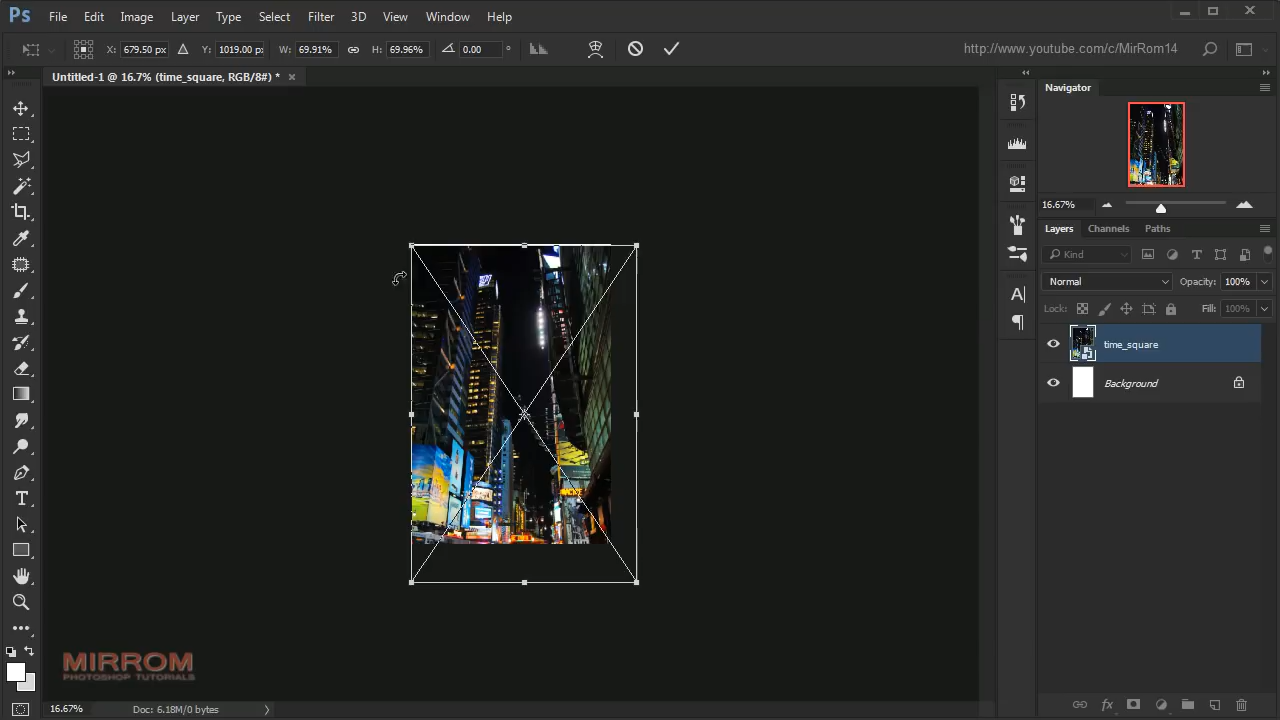 Ps File Edit Image Layer Type Select Filter 3D View Window Help
X: 679.50 px Y: 1019.00 px W: 69.91% H: 69.96% 0.00 ° http://www.youtube.com/c/MirRom14
Untitled-1 @ 16.7% (time_square, RGB/8#) * ×
Navigator
16.67%
Layers Channels Paths
Kind
Normal Opacity: 100%
Lock: Fill: 100%
time_square
Background
MIRROM
PHOTOSHOP TUTORIALS
16.67% Doc: 6.18M/0 bytes